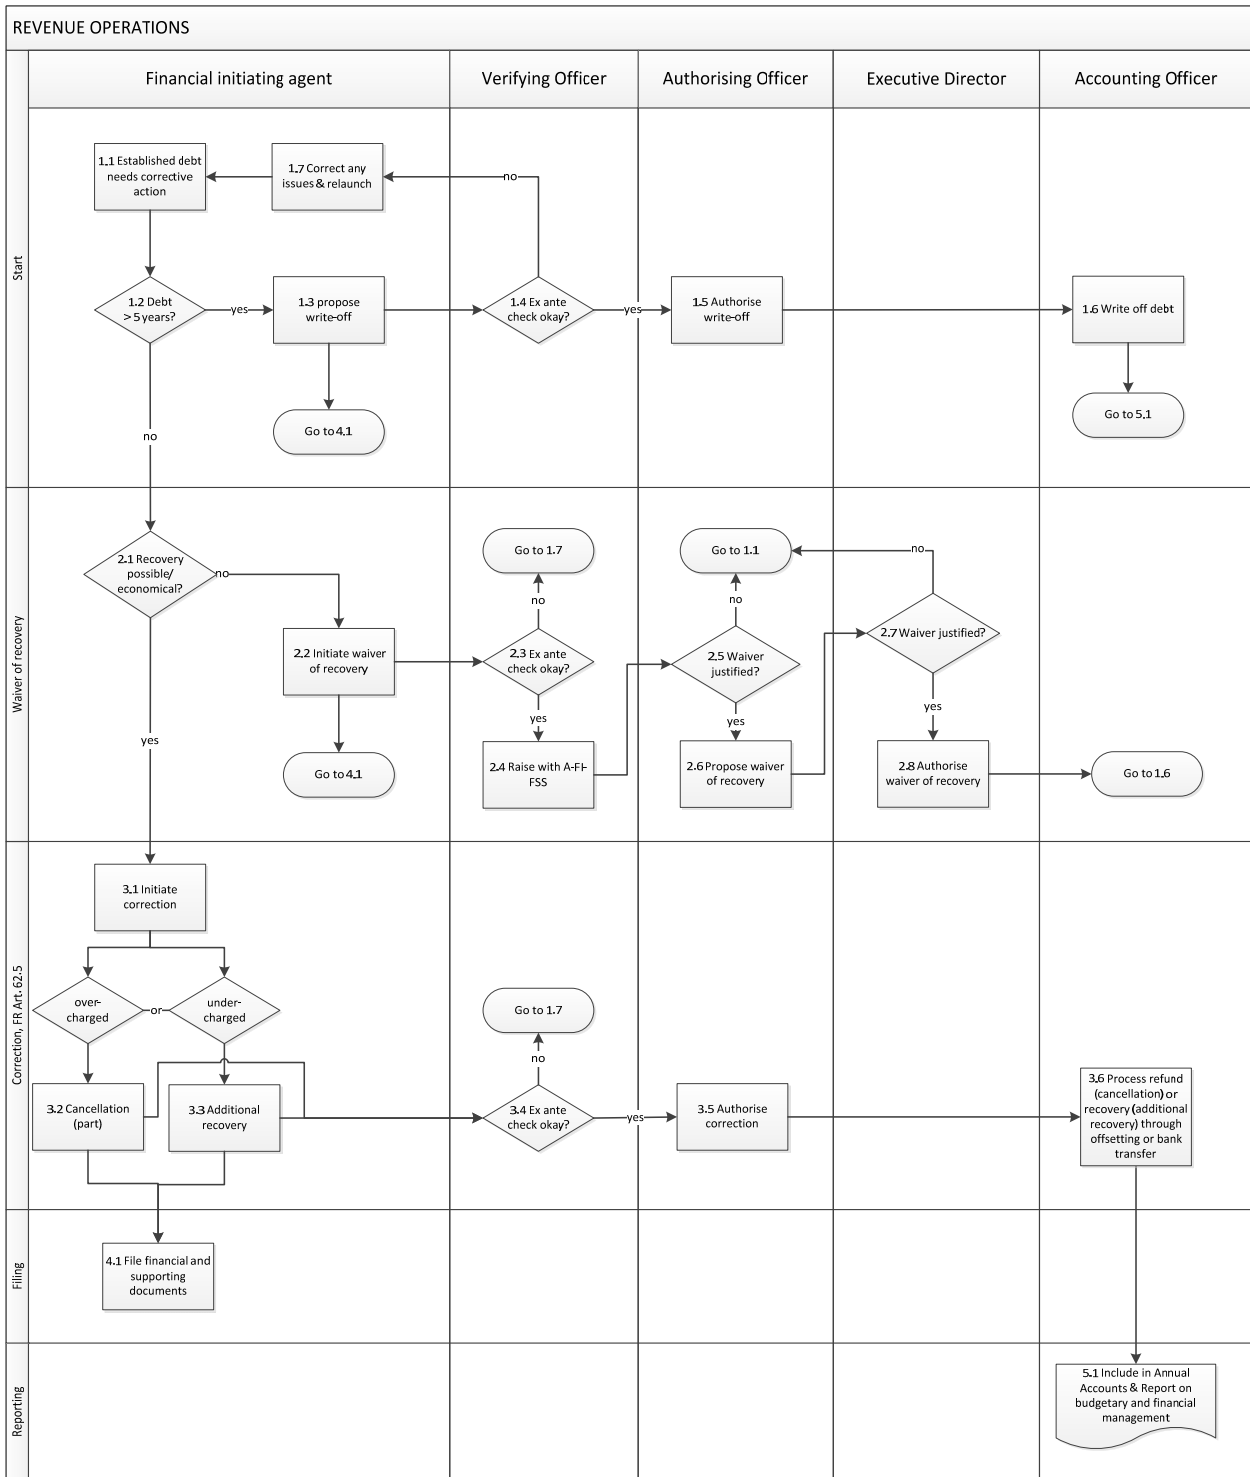 REVENUE OPERATIONS
Financial initiating agent
Verifying Officer
Authorising Officer
Executive Director
Accounting Officer
Start
1.1 Established debt
needs corrective
action
1.7 Correct any
issues & relaunch
no
1.2 Debt
> 5 years?
yes
1.3 propose
write-off
1.4 Ex ante
check okay?
yes
1.5 Authorise
write-off
1.6 Write off debt
Go to 4.1
Go to 5.1
no
Waiver of recovery
2.1 Recovery
possible/
economical?
no
Go to 1.7
Go to 1.1
no
no
no
2.2 Initiate waiver
of recovery
2.3 Ex ante
check okay?
2.5 Waiver
justified?
2.7 Waiver justified?
yes
yes
yes
yes
Go to 4.1
2.4 Raise with A-FI-
FSS
2.6 Propose waiver
of recovery
2.8 Authorise
waiver of recovery
Go to 1.6
Correction, FR Art. 62.5
3.1 Initiate
correction
over-
charged
or
under-
charged
Go to 1.7
no
3.2 Cancellation
(part)
3.3 Additional
recovery
3.4 Ex ante
check okay?
yes
3.5 Authorise
correction
3.6 Process refund
(cancellation) or
recovery (additional
recovery) through
offsetting or bank
transfer
Filing
4.1 File financial and
supporting
documents
Reporting
5.1 Include in Annual
Accounts & Report on
budgetary and financial
management